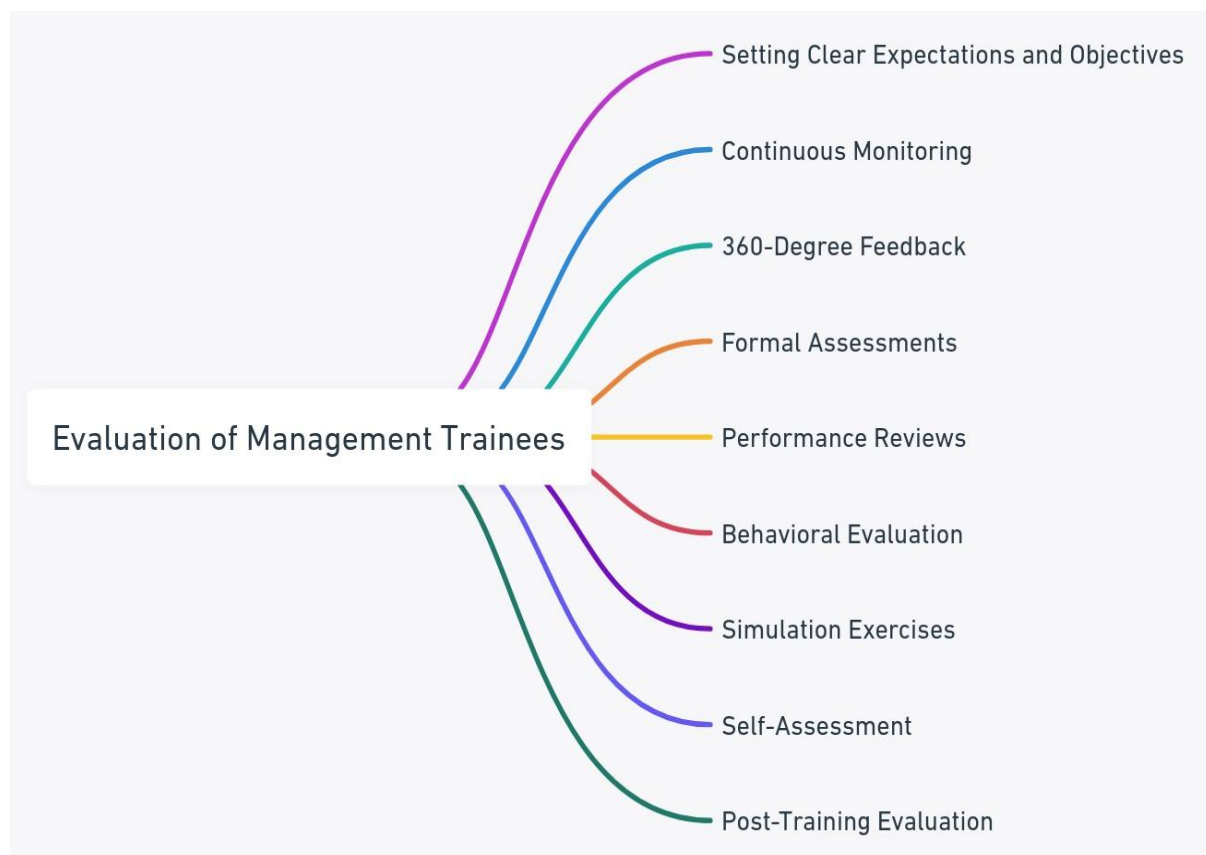 Evaluation of Management Trainees
Setting Clear Expectations and Objectives
Continuous Monitoring
360-Degree Feedback
Formal Assessments
Performance Reviews
Behavioral Evaluation
Simulation Exercises
Self-Assessment
Post-Training Evaluation